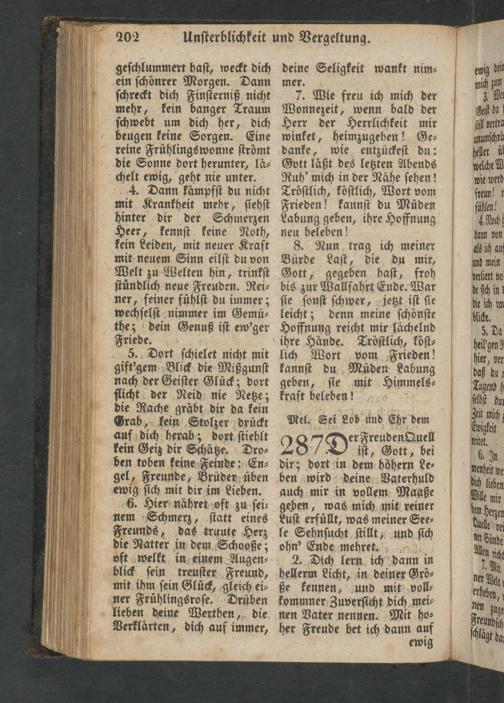 202 Unsterblichkeit und Vergeltung.
geschlummert hast, weckt dich
ein schönrer Morgen. Dann
schreckt dich Finsterniß nicht
mehr, kein banger Traum
schwebt um dich her, dich
beugen keine Sorgen. Eine
reine Frühlingswonne strömt
die Sonne dort herunter, lä-
chelt ewig, geht nie unter.
4. Dann kämpfst du nicht
mit Krankheit mehr, siehst
hinter dir der Schmerzen
Heer, kennst keine Noth,
kein Leiden, mit neuer Kraft
mit neuem Sinn eilst du von
Welt zu Welten hin, trinkst
stündlich neue Freuden. Rei-
ner, feiner fühlst du immer;
wechselst nimmer im Gemü-
the; dein Genuß ist ew'ger
Friede.
5. Dort schielet nicht mit
gift'gem Blick die Mißgunst
nach der Geister Glück; dort
flicht der Neid nie Netze;
die Rache gräbt dir da kein
Grab, kein Stolzer drückt
auf dich herab; dort stiehlt
kein Geiz dir Schätze. Dro-
ben toben keine Feinde: En-
gel, Freunde, Brüder üben
ewig sich mit dir im Lieben.
6. Hier nähret oft zu sei-
nem Schmerz, statt eines
Freunds, das traute Herz
die Natter in dem Schooße;
oft welkt in einem Augen-
blick sein treuster Freund,
mit ihm sein Glück, gleich ei-
ner Frühlingsrose. Drüben
lieben deine Werthen, die
Verklärten, dich auf immer,
deine Seligkeit wankt nim-
mer.
7. Wie freu ich mich der
Wonnezeit, wenn bald der
Herr der Herrlichkeit mir
winket, heimzugehen! Ge-
danke, wie entzückest du:
Gott läßt des letzten Abends
Ruh' mich in der Nähe sehen!
Tröstlich, köstlich, Wort vom
Frieden! kannst du Müden
Labung geben, ihre Hoffnung
neu beleben!
8. Nun trag ich meiner
Bürde Last, die du mir,
Gott, gegeben hast, froh
bis zur Wallfahrt Ende. War
sie sonst schwer, jetzt ist sie
leicht; denn meine schönste
Hoffnung reicht mir lächelnd
ihre Hände. Tröstlich, köst-
lich Wort vom Frieden!
kannst du Müden Labung
geben, sie mit Himmels-
kraft beleben!
Mel. Sei Lob und Ehr dem
287 Der Freuden Quell
ist, Gott, bei
dir; dort in dem höhern Le-
ben wird deine Vaterhuld
auch mir in vollem Maaße
geben, was mich mit reiner
Lust erfüllt, was meiner See-
le Sehnsucht stillt, und sich
ohn' Ende mehret.
2. Dich lern ich dann in
hellerm Licht, in deiner Grö-
ße kennen, und mit voll-
kommner Zuversicht dich mei-
nen Vater nennen. Mit ho-
her Freude bet ich dann auf
ewig